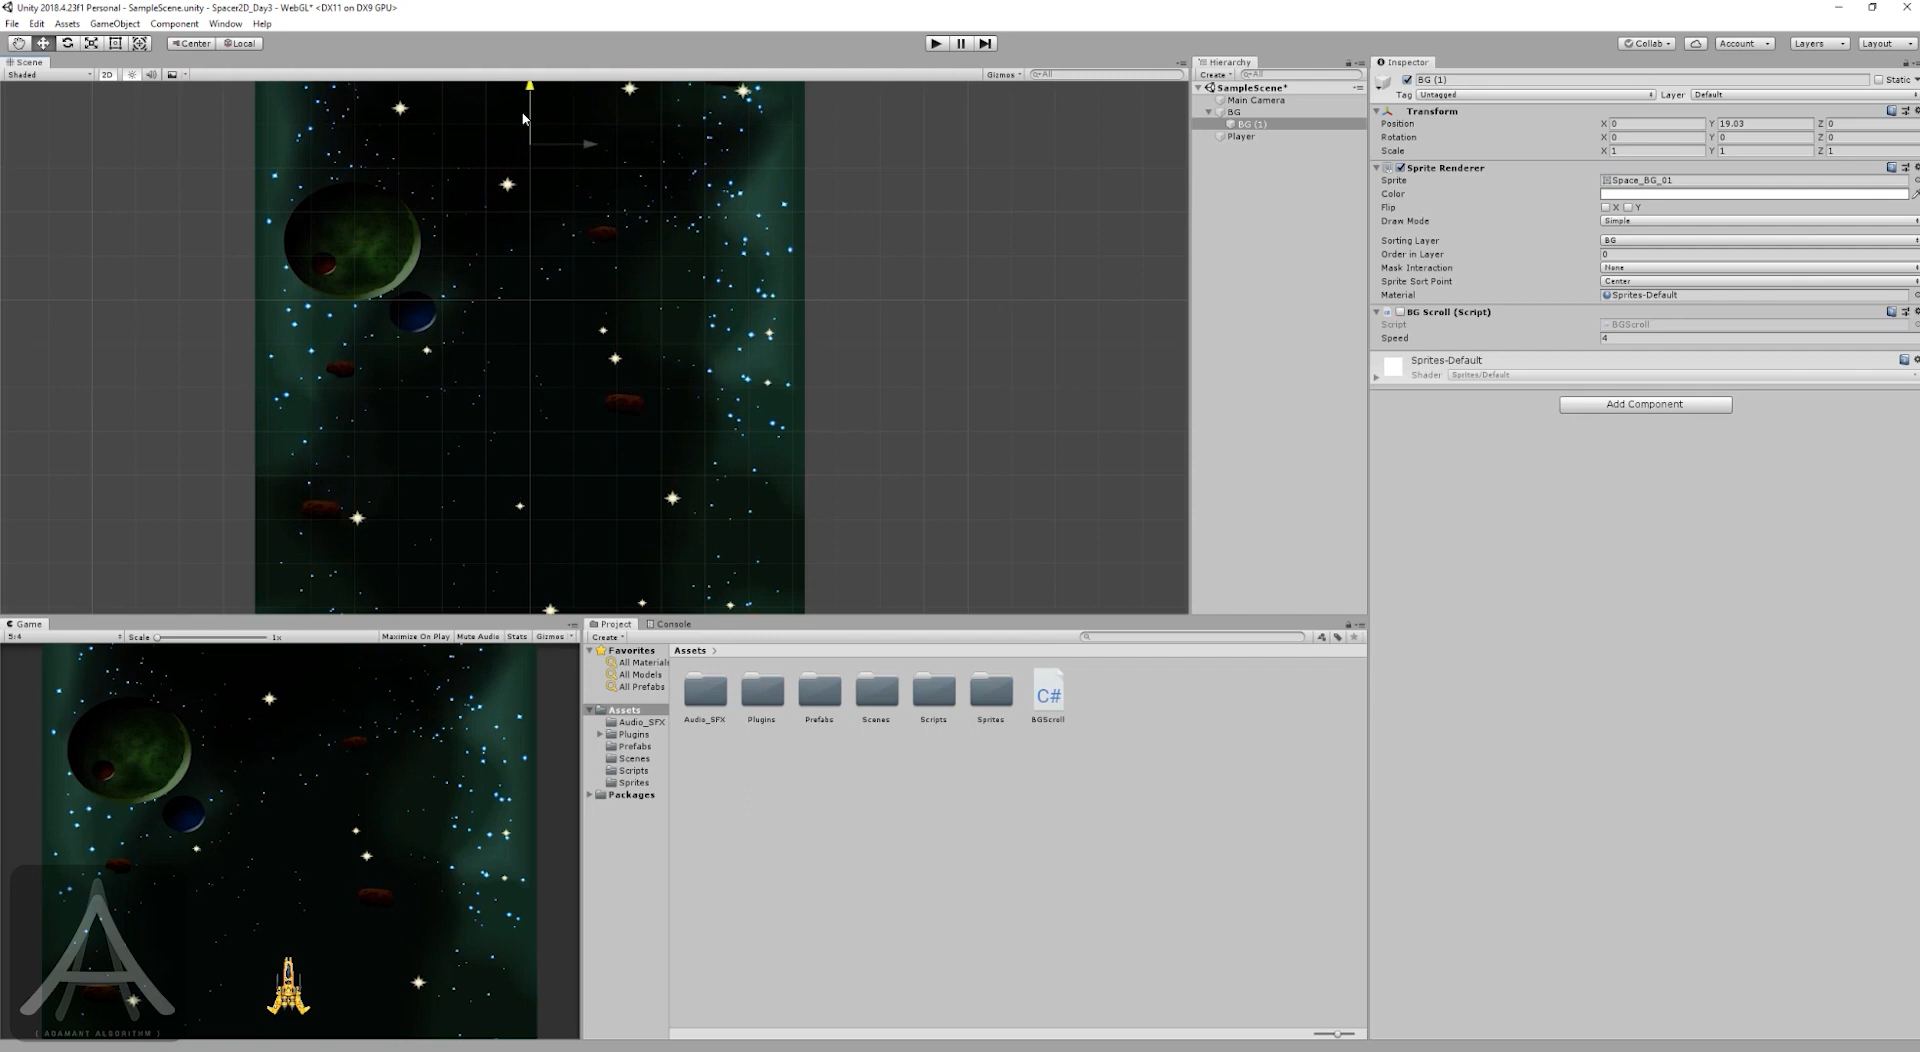 Unity 2018.4.23f1 Personal - SampleScene.unity - Spacer2D_Day3 - WebGL* <DX11 on DX9 GPU>
File Edit Assets GameObject Component Window Help
Center Local
Collab Account Layers Layout
Scene
Shaded 2D Gizmos All
Hierarchy
Create All
SampleScene*
Main Camera
BG
BG (1)
Player
Inspector
BG (1) Static
Tag Untagged Layer Default
Transform
Position X 0 Y 19.03 Z 0
Rotation X 0 Y 0 Z 0
Scale X 1 Y 1 Z 1
Sprite Renderer
Sprite Space_BG_01
Color
Flip X Y
Draw Mode Simple
Sorting Layer BG
Order in Layer 0
Mask Interaction None
Sprite Sort Point Center
Material Sprites-Default
BG Scroll (Script)
Script BGScroll
Speed 4
Sprites-Default
Shader Sprites/Default
Add Component
Game
5:4 Scale 1x Maximize On Play Mute Audio Stats Gizmos
Project Console
Create
Favorites
All Material
All Models
All Prefabs
Assets
Audio_SFX
Plugins
Prefabs
Scenes
Scripts
Sprites
Packages
Assets >
Audio_SFX Plugins Prefabs Scenes Scripts Sprites BGScroll
C#
( ADAMANT ALGORITHM )